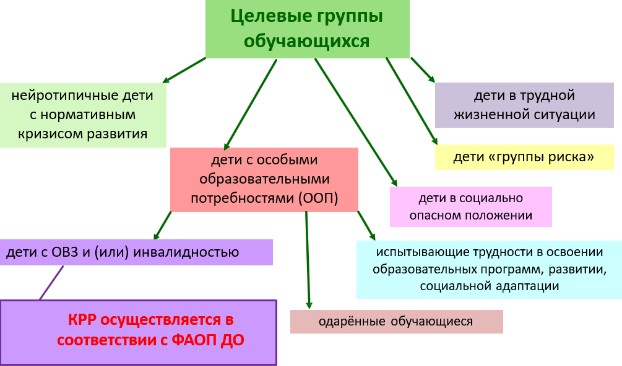 Целевые группы
обучающихся
нейротипичные дети
с нормативным
кризисом развития
дети в трудной
жизненной ситуации
дети с особыми
образовательными
потребностями (ООП)
дети «группы риска»
дети в социально
опасном положении
дети с ОВЗ и (или) инвалидностью
испытывающие трудности в освоении
образовательных программ, развитии,
социальной адаптации
КРР осуществляется в
соответствии с ФАОП ДО
одарённые обучающиеся